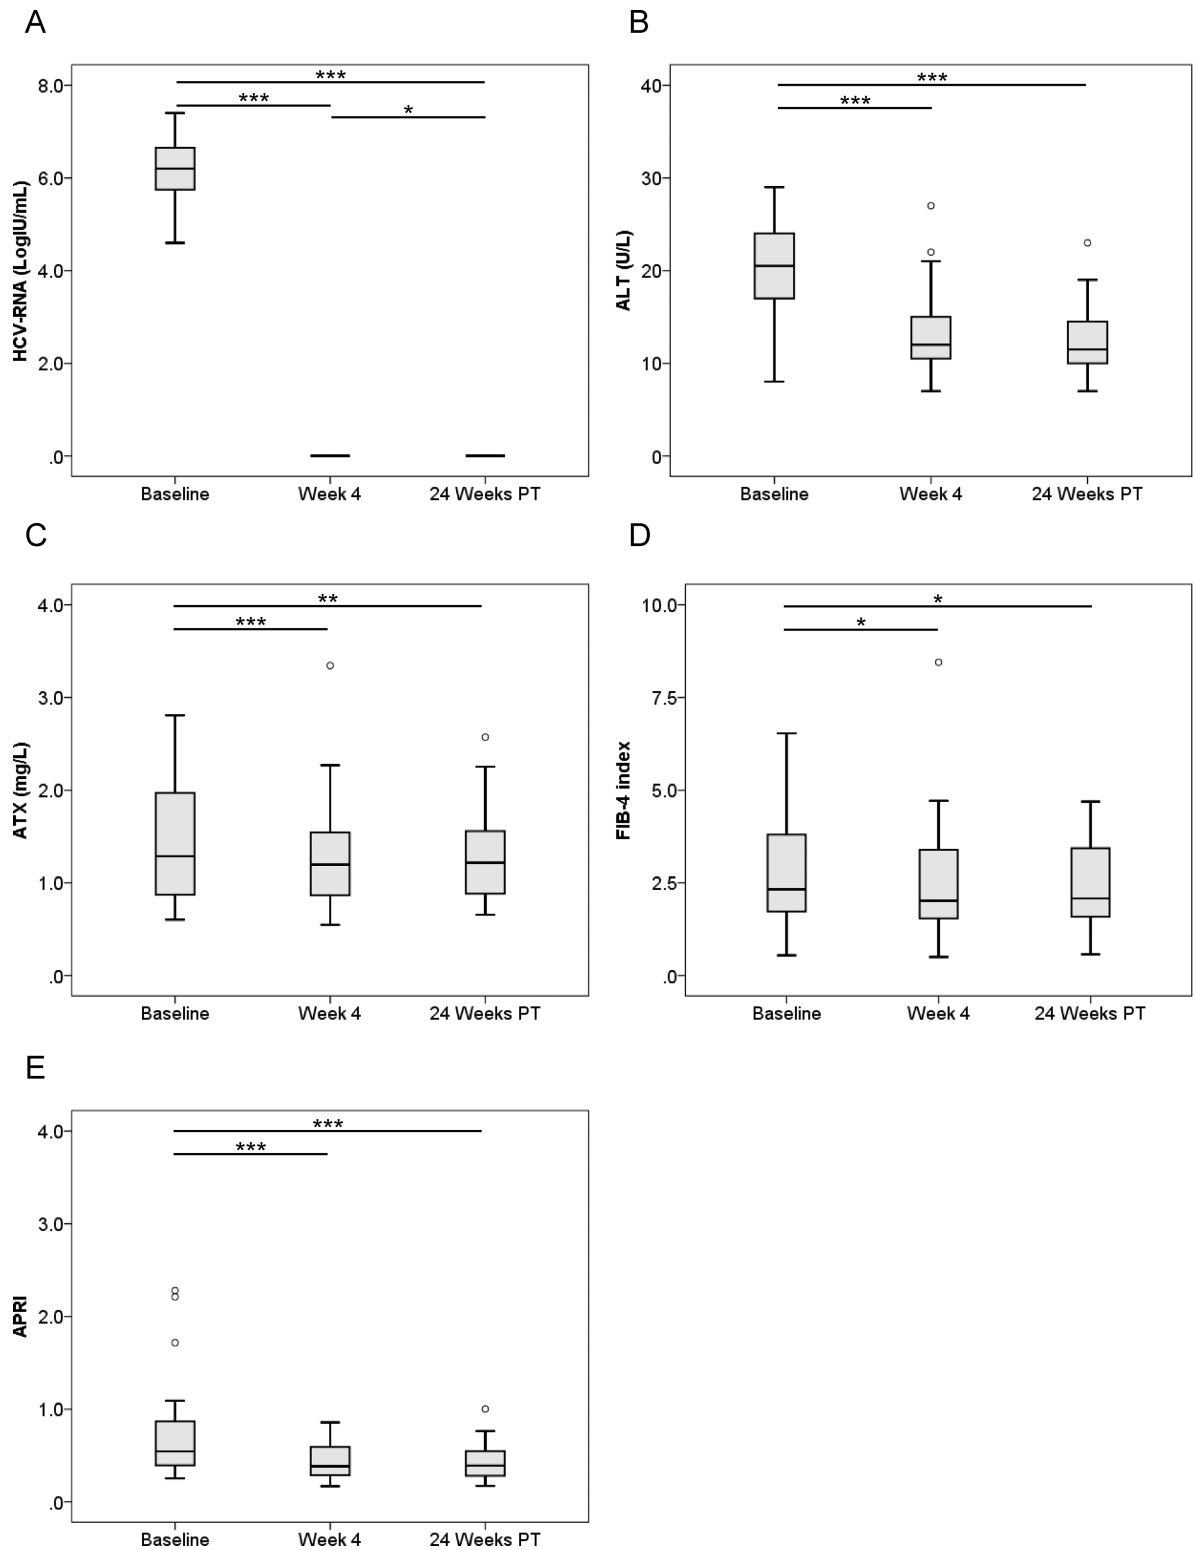 A
HCV-RNA (LogIU/mL)
8.0
6.0
4.0
2.0
.0
***
***
*
Baseline
Week 4
24 Weeks PT
B
ALT (U/L)
40
30
20
10
0
***
***
Baseline
Week 4
24 Weeks PT
C
ATX (mg/L)
4.0
3.0
2.0
1.0
.0
**
***
Baseline
Week 4
24 Weeks PT
D
FIB-4 index
10.0
7.5
5.0
2.5
.0
*
*
Baseline
Week 4
24 Weeks PT
E
APRI
4.0
3.0
2.0
1.0
.0
***
***
Baseline
Week 4
24 Weeks PT